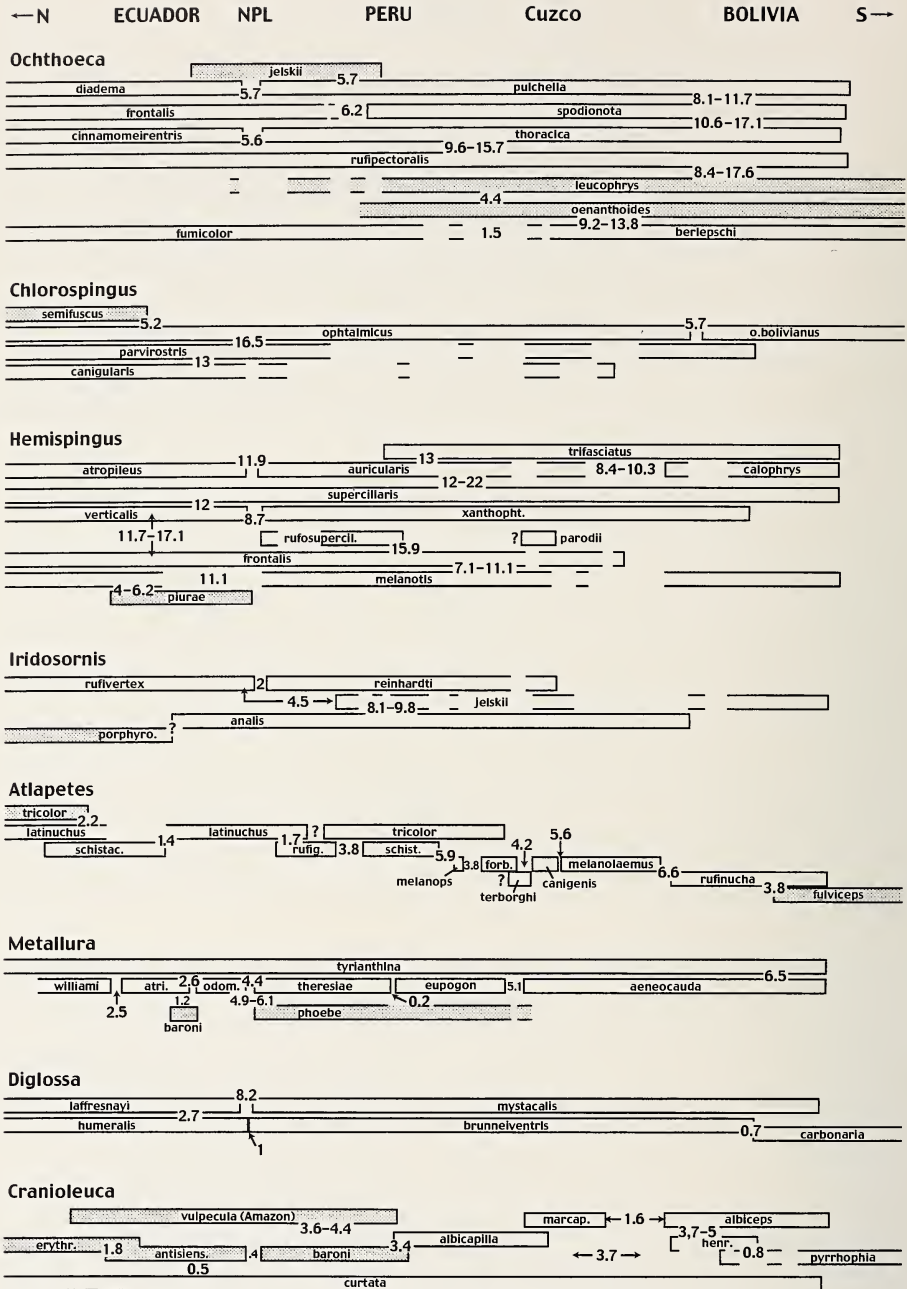 ←N ECUADOR NPL PERU Cuzco BOLIVIA S→
Ochthoeca
jelskii
5.7
diadema 5.7 pulchella
8.1–11.7
frontalis 6.2 spodionota
10.6–17.1
cinnamomeirentris 5.6 thoracica
9.6–15.7
rufipectoralis
8.4–17.6
leucophrys
4.4
oenanthoides
9.2–13.8
fumicolor 1.5 berlepschi
Chlorospingus
semifuscus
5.2 5.7
ophtalmicus o.bolivianus
16.5
parvirostris
13
canigularis
Hemispingus
trifasciatus
11.9 13
atropileus auricularis 8.4–10.3 calophrys
12–22
supercillaris
12
verticalis 8.7 xanthopht.
11.7–17.1 rufosupercil. ? parodii
15.9
frontalis
7.1–11.1
11.1 melanotis
4–6.2
piurae
Iridosornis
rufivertex 2 reinhardti
4.5 Jelskii
8.1–9.8
analis
?
porphyro.
Atlapetes
tricolor
2.2
latinuchus latinuchus ? tricolor
1.4 1.7 4.2 5.6
schistac. rufig. 3.8 schist.
5.9 3.8 forb. melanolaemus
6.6
melanops ? terborghi canigenis rufinucha
3.8
fulviceps
Metallura
tyrianthina
6.5
2.6 4.4
williami atri. odom. theresiae eupogon 5.1 aeneocauda
1.2 4.9–6.1 0.2
2.5 phoebe
baroni
Diglossa
8.2
laffresnayi mystacalis
2.7
humeralis brunneiventris
0.7
carbonaria
1
Cranioleuca
vulpecula (Amazon) marcap. 1.6 albiceps
3.6–4.4
3,7–5
erythr. albicapilla henr.
1.8 3.4
antisiens. .4 baroni 3.7 0.8 pyrrhophia
0.5
curtata